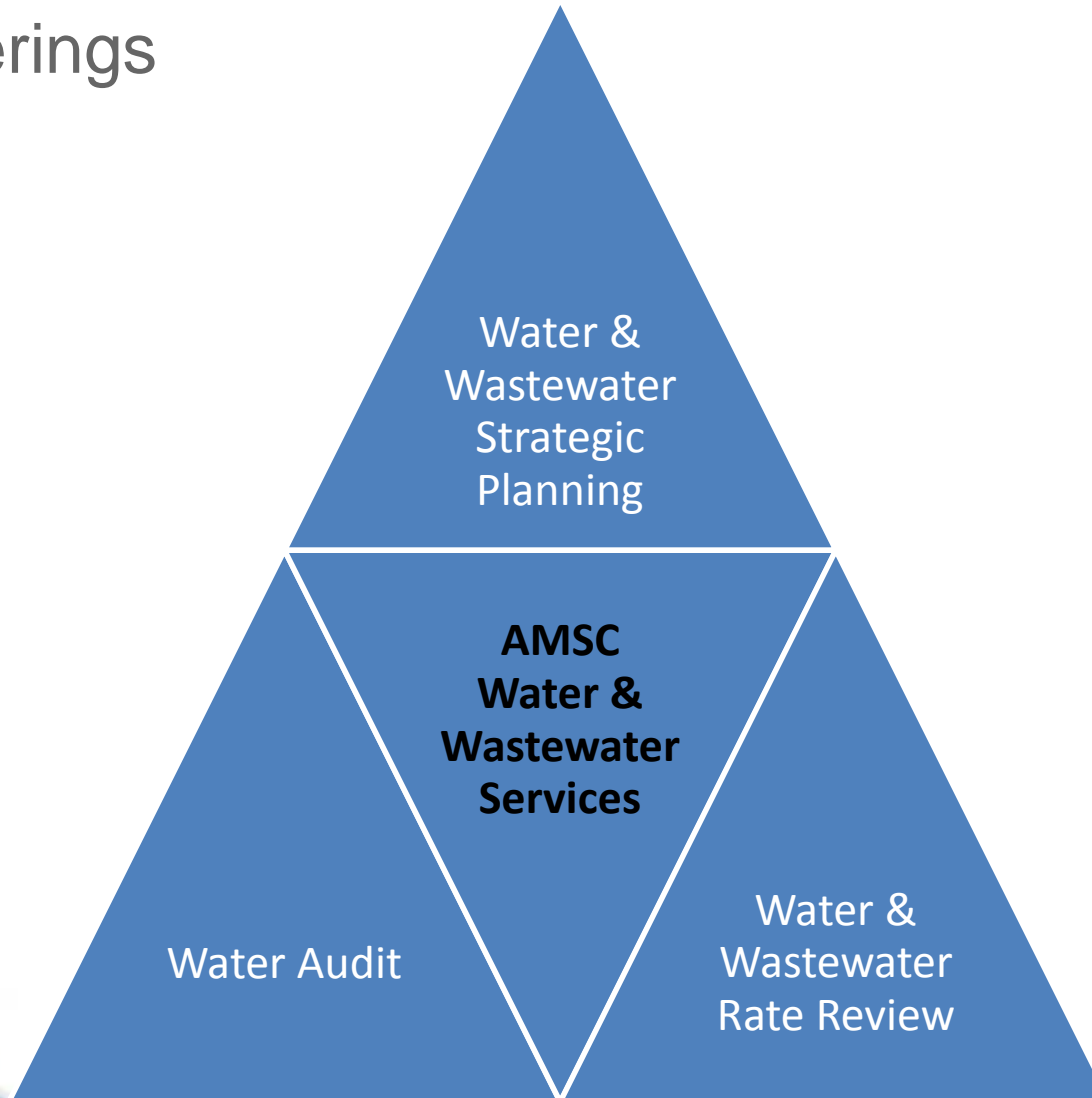 erings
Water &
Wastewater
Strategic
Planning
AMSC
Water &
Wastewater
Services
Water Audit
Water &
Wastewater
Rate Review